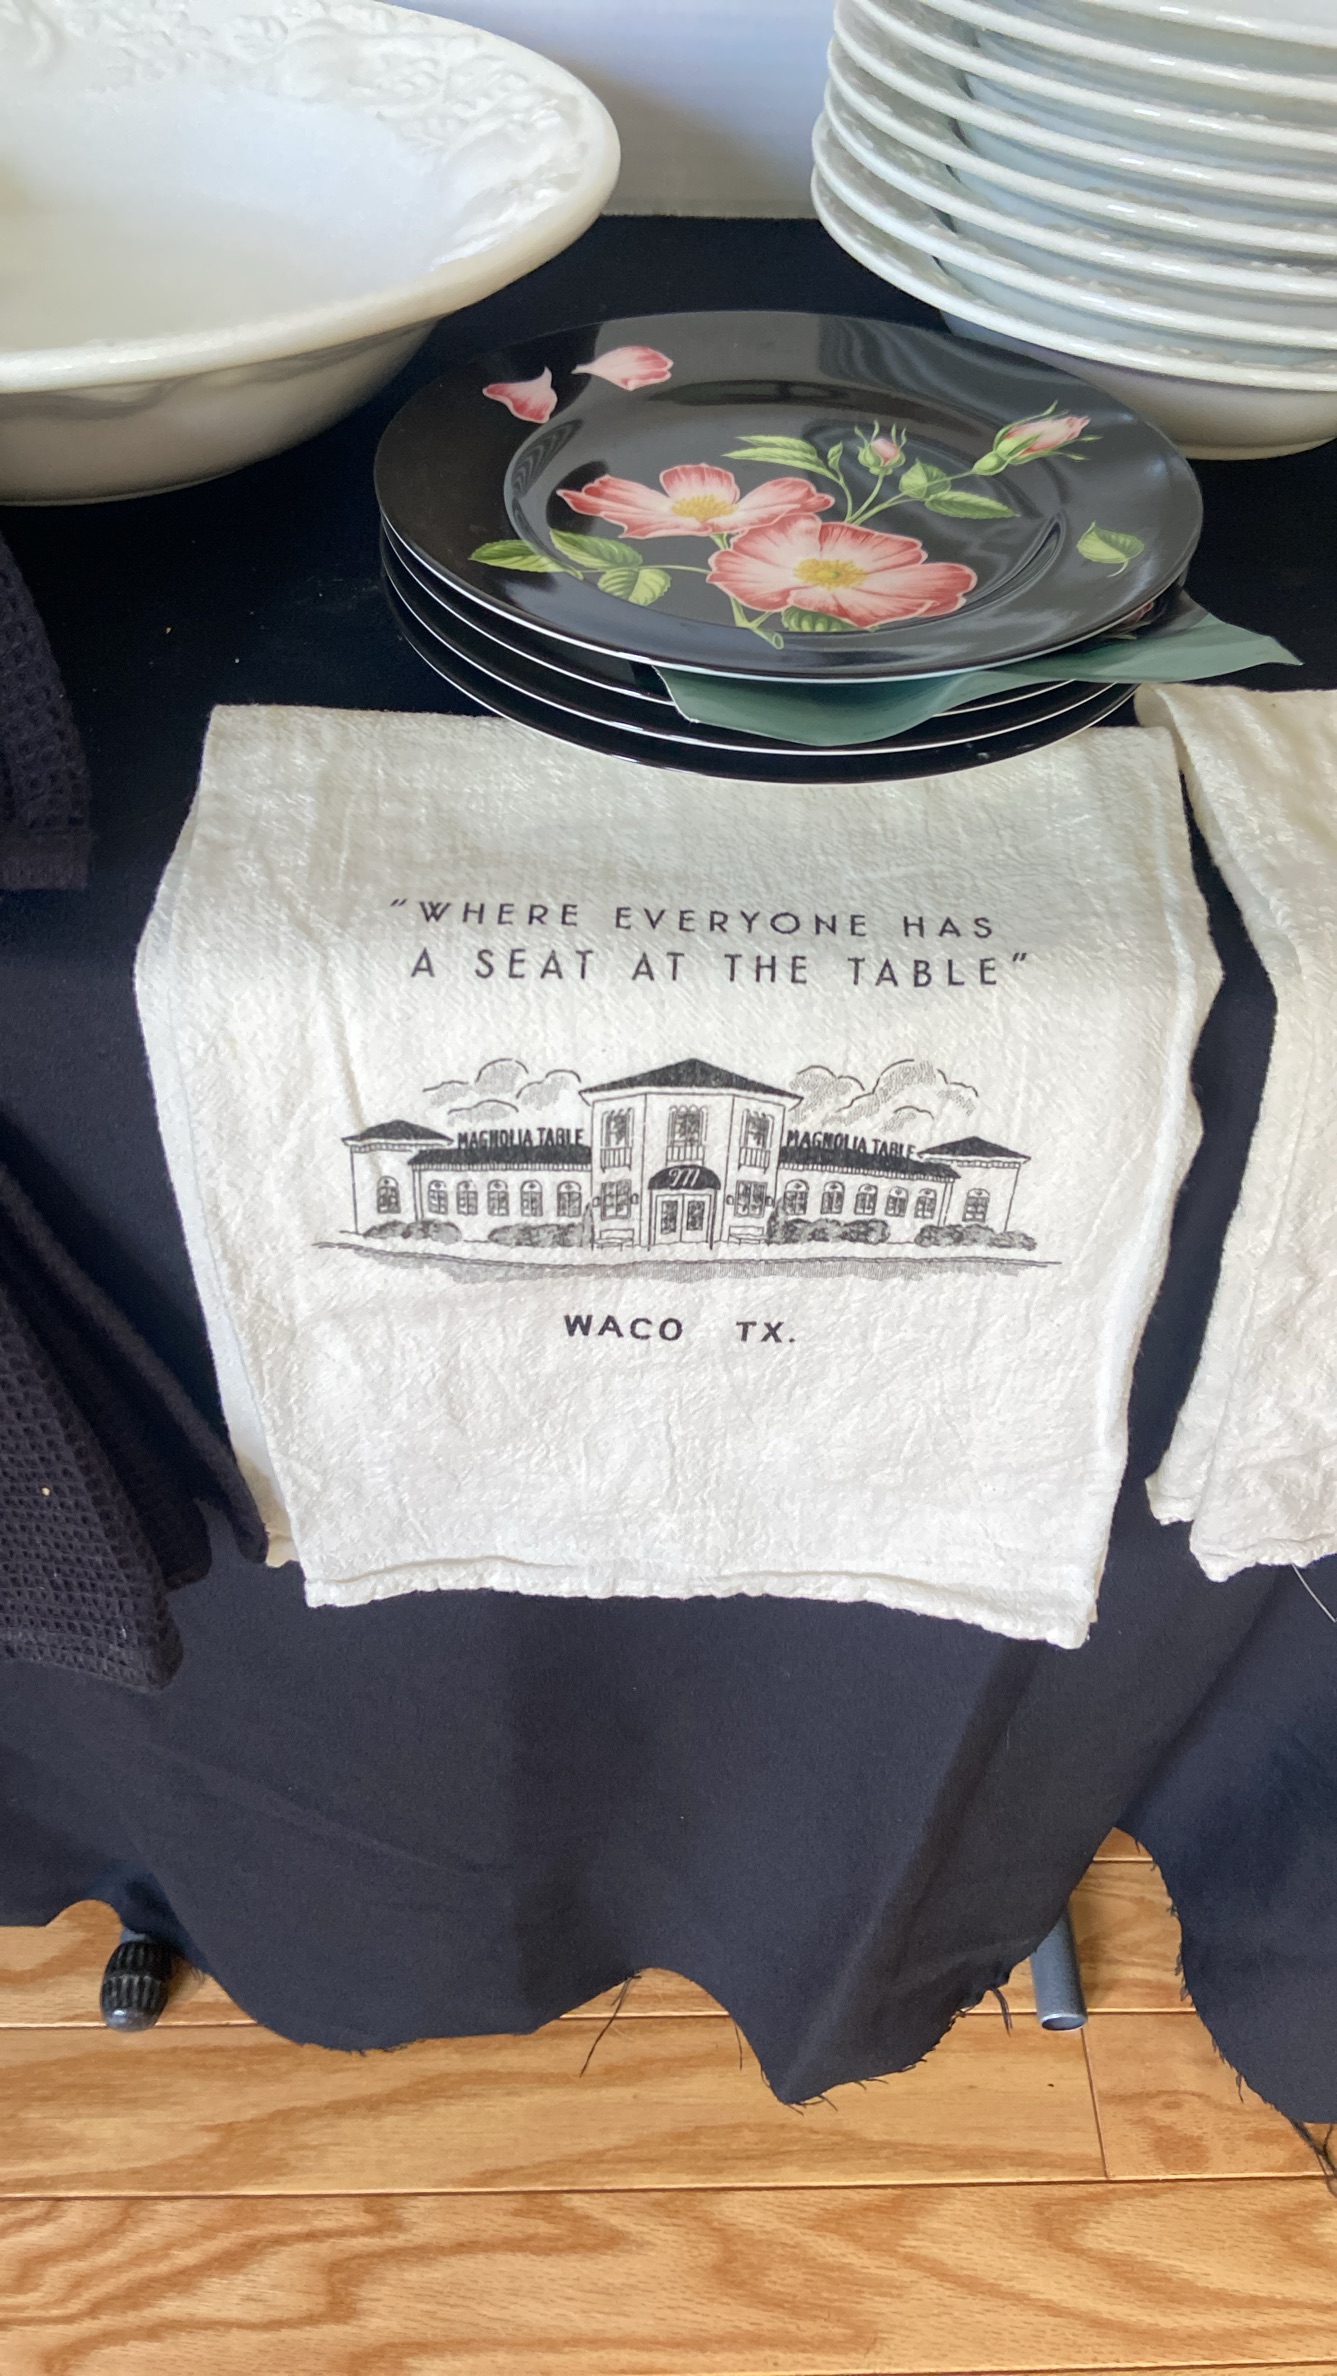 "WHERE EVERYONE HAS
A SEAT AT THE TABLE"
MAGNOLIA TABLE MAGNOLIA TABLE
M
WACO TX.